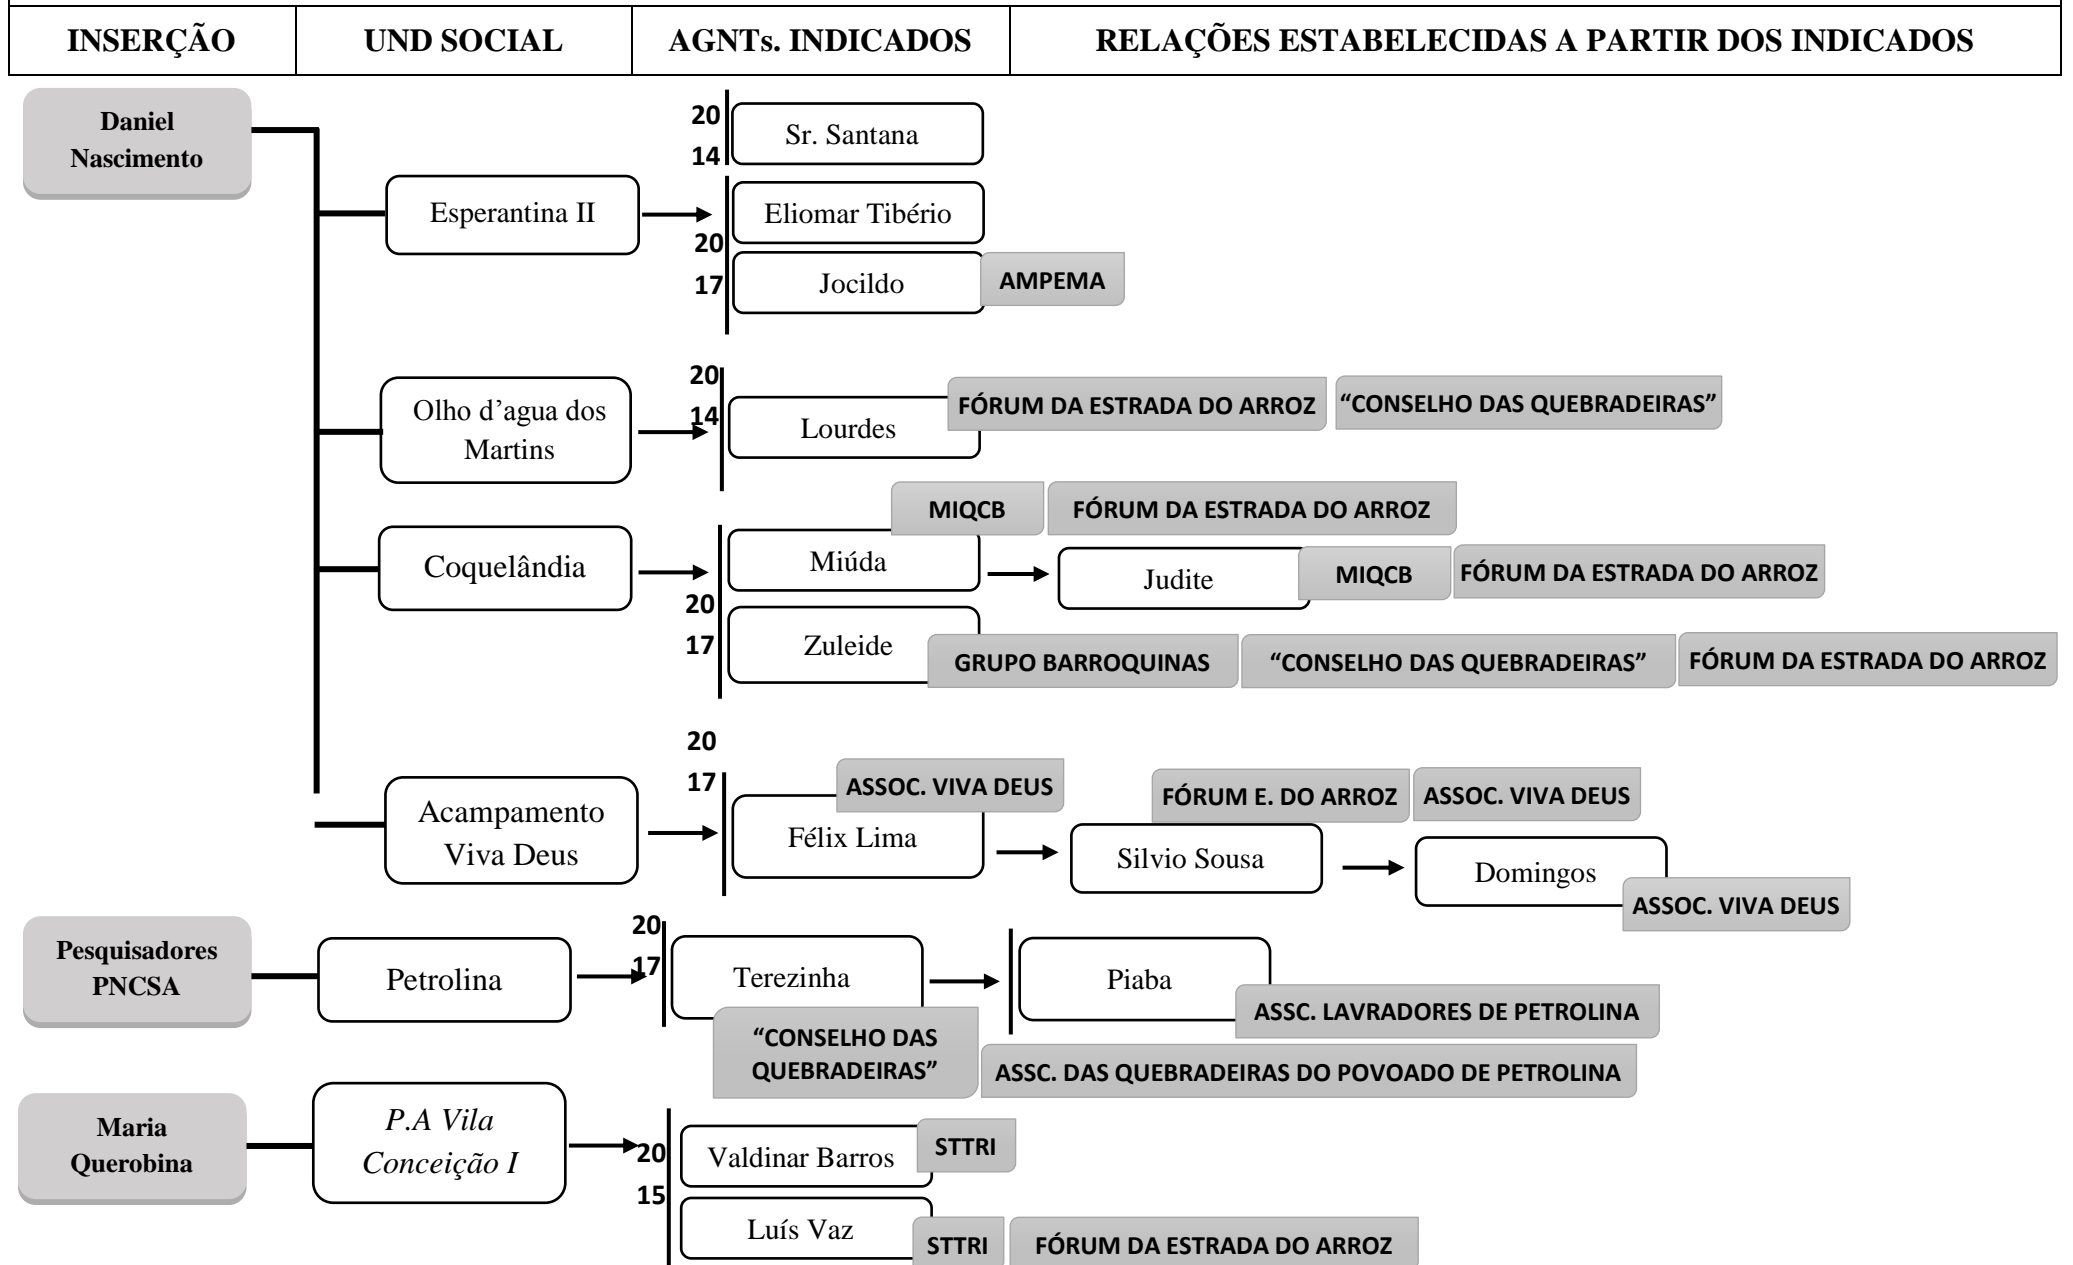 INSERÇÃO
UND SOCIAL
AGNTs. INDICADOS
RELAÇÕES ESTABELECIDAS A PARTIR DOS INDICADOS
Daniel
Nascimento
20
14
Sr. Santana
Esperantina II
Eliomar Tibério
20
17
Jocildo
AMPEMA
Olho d’agua dos
Martins
20
14
Lourdes
FÓRUM DA ESTRADA DO ARROZ
“CONSELHO DAS QUEBRADEIRAS”
Coquelândia
MIQCB
FÓRUM DA ESTRADA DO ARROZ
Miúda
Judite
MIQCB
FÓRUM DA ESTRADA DO ARROZ
20
17
Zuleide
GRUPO BARROQUINAS
“CONSELHO DAS QUEBRADEIRAS”
FÓRUM DA ESTRADA DO ARROZ
Acampamento
Viva Deus
20
17
ASSOC. VIVA DEUS
Félix Lima
FÓRUM E. DO ARROZ
ASSOC. VIVA DEUS
Silvio Sousa
Domingos
ASSOC. VIVA DEUS
Pesquisadores
PNCSA
Petrolina
20
17
Terezinha
Piaba
ASSC. LAVRADORES DE PETROLINA
“CONSELHO DAS
QUEBRADEIRAS”
ASSC. DAS QUEBRADEIRAS DO POVOADO DE PETROLINA
Maria
Querobina
P.A Vila
Conceição I
20
15
Valdinar Barros
STTRI
Luís Vaz
STTRI
FÓRUM DA ESTRADA DO ARROZ